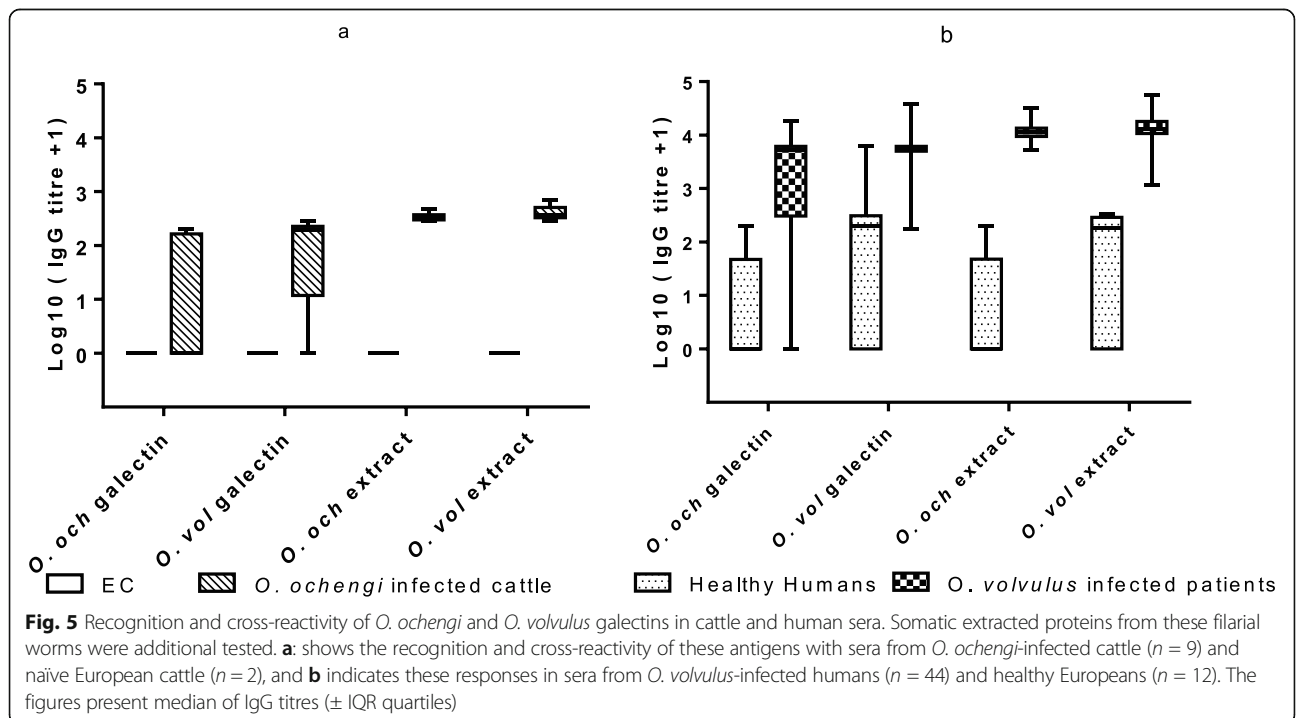 a
5
4
3
2
1
0
Log10 ( IgG titre +1)
O. och galectin
O. vol galectin
O. och extract
O. vol extract
EC
O. ochengi infected cattle
b
5
4
3
2
1
0
Log10 ( IgG titre +1)
O. och galectin
O. vol galectin
O. och extract
O. vol extract
Healthy Humans
O. volvulus infected patients
Fig. 5 Recognition and cross-reactivity of O. ochengi and O. volvulus galectins in cattle and human sera. Somatic extracted proteins from these filarial
worms were additional tested. a: shows the recognition and cross-reactivity of these antigens with sera from O. ochengi-infected cattle (n = 9) and
naïve European cattle (n = 2), and b indicates these responses in sera from O. volvulus-infected humans (n = 44) and healthy Europeans (n = 12). The
figures present median of IgG titres (± IQR quartiles)